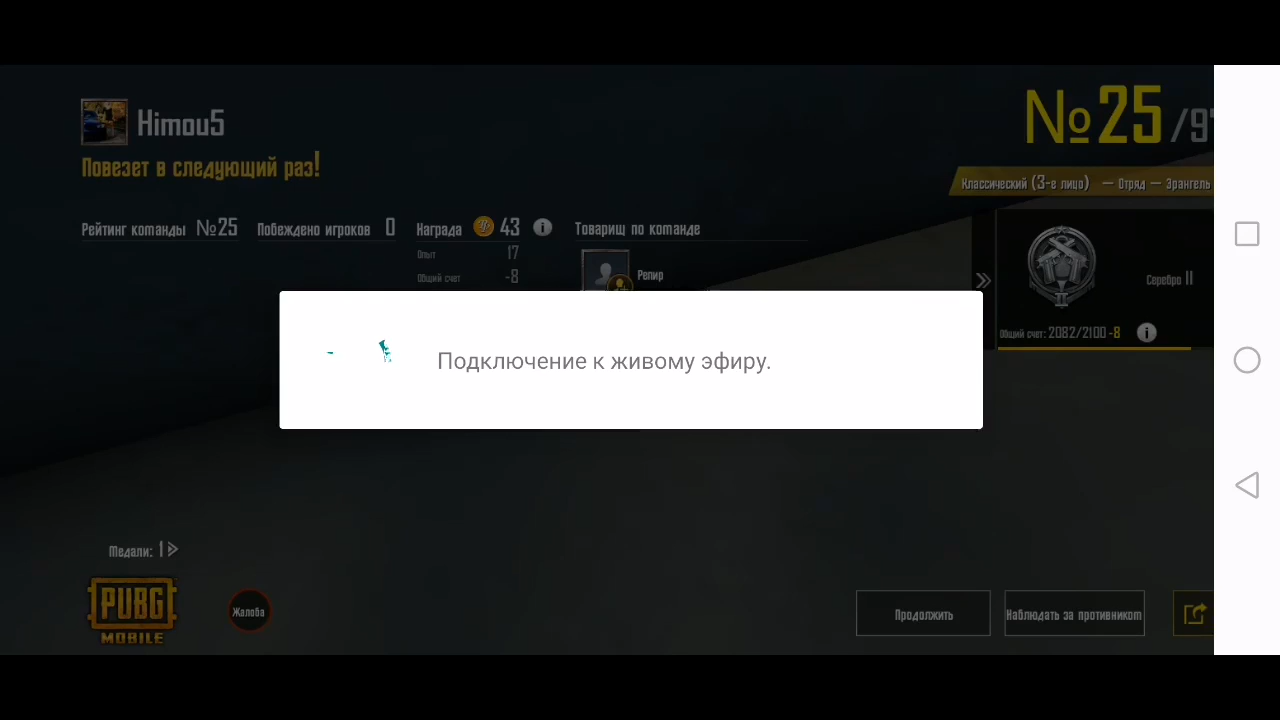 Himou5
Повезет в следующий раз!
№25
Классический (3-е лицо) — Отряд — Эрангель
Рейтинг команды №25
Побеждено игроков 0
Награда 43
Опыт 17
Общий счет -8
Товарищ по команде
Репир
Серебро II
Общий счет: 2082/2100 -8
Подключение к живому эфиру.
Медали: 1
PUBG
MOBILE
Жалоба
Продолжить
Наблюдать за противником